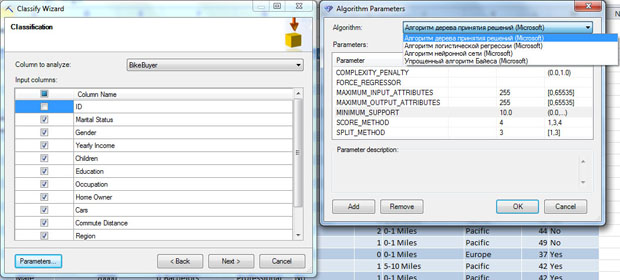 Classify Wizard
Classification
Column to analyze: BikeBuyer
Input columns:
Column Name
ID
Marital Status
Gender
Yearly Income
Children
Education
Occupation
Home Owner
Cars
Commute Distance
Region
Parameters... < Back Next > Cancel
Algorithm Parameters
Algorithm: Алгоритм дерева принятия решений (Microsoft)
Алгоритм дерева принятия решений (Microsoft)
Алгоритм логистической регрессии (Microsoft)
Алгоритм нейронной сети (Microsoft)
Упрощенный алгоритм Байеса (Microsoft)
Parameters:
Parameter
COMPLEXITY_PENALTY (0.0,1.0)
FORCE_REGRESSOR
MAXIMUM_INPUT_ATTRIBUTES 255 [0,65535]
MAXIMUM_OUTPUT_ATTRIBUTES 255 [0,65535]
MINIMUM_SUPPORT 10.0 (0.0,...)
SCORE_METHOD 4 1,3,4
SPLIT_METHOD 3 [1,3]
Parameter description:
Add Remove OK Cancel
2 0-1 Miles Pacific 44 No
1 0-1 Miles Pacific 49 No
0 0-1 Miles Europe 37 Yes
1 5-10 Miles Pacific 42 Yes
0 0-1 Miles Pacific 36 Yes